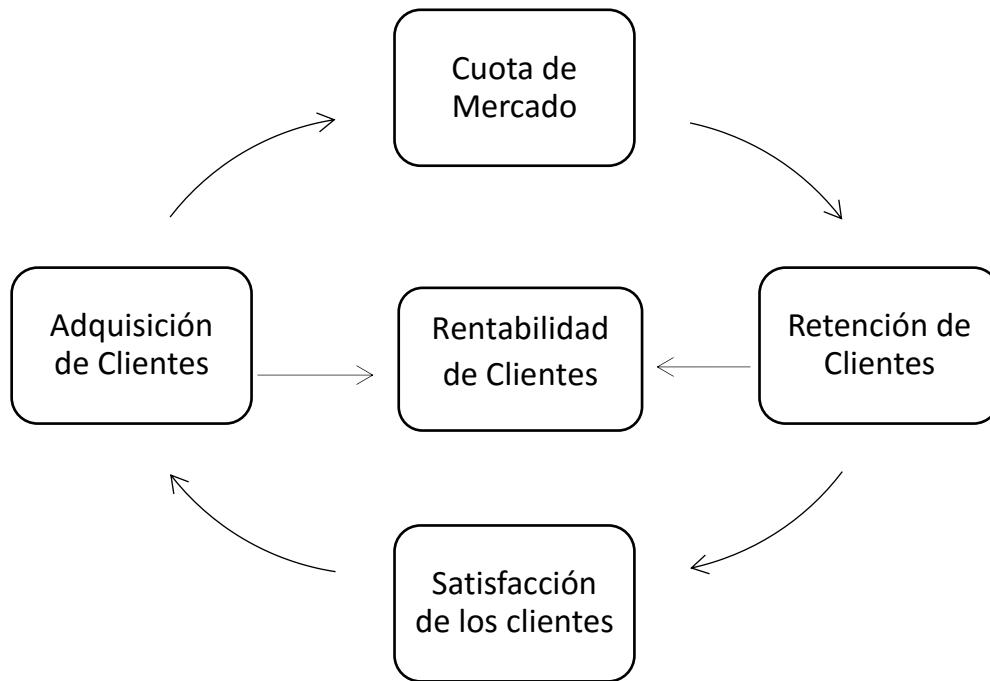 Cuota de
Mercado
Adquisición
de Clientes
Rentabilidad
de Clientes
Retención de
Clientes
Satisfacción
de los clientes